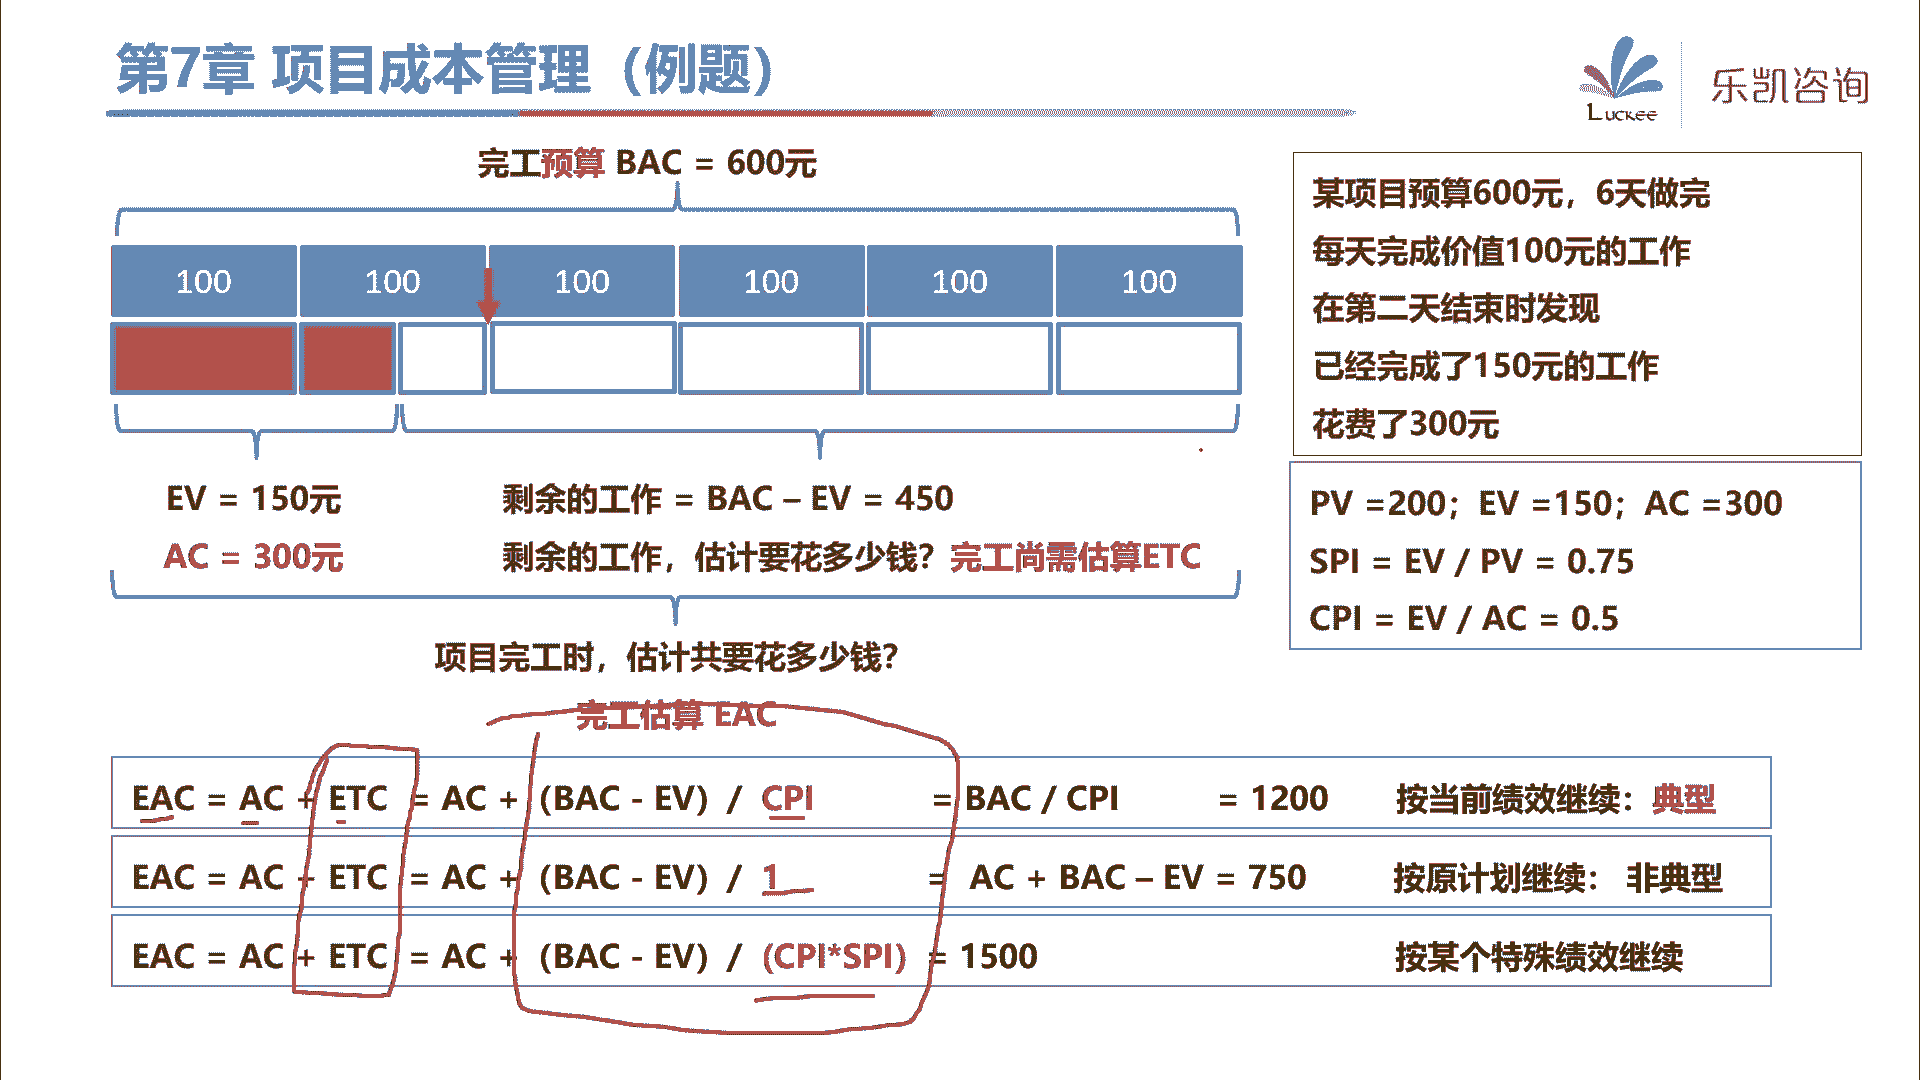 第7章 项目成本管理（例题）
Luckee
乐凯咨询
完工预算 BAC = 600元
100 100 100 100 100 100
EV = 150元
AC = 300元
剩余的工作 = BAC – EV = 450
剩余的工作，估计要花多少钱？完工尚需估算ETC
项目完工时，估计共要花多少钱？
完工估算 EAC
某项目预算600元，6天做完
每天完成价值100元的工作
在第二天结束时发现
已经完成了150元的工作
花费了300元
PV =200；EV =150；AC =300
SPI = EV / PV = 0.75
CPI = EV / AC = 0.5
EAC = AC + ETC = AC + （BAC - EV） / CPI = BAC / CPI = 1200 按当前绩效继续：典型
EAC = AC + ETC = AC + （BAC - EV） / 1 = AC + BAC – EV = 750 按原计划继续： 非典型
EAC = AC + ETC = AC + （BAC - EV） / （CPI*SPI） = 1500 按某个特殊绩效继续